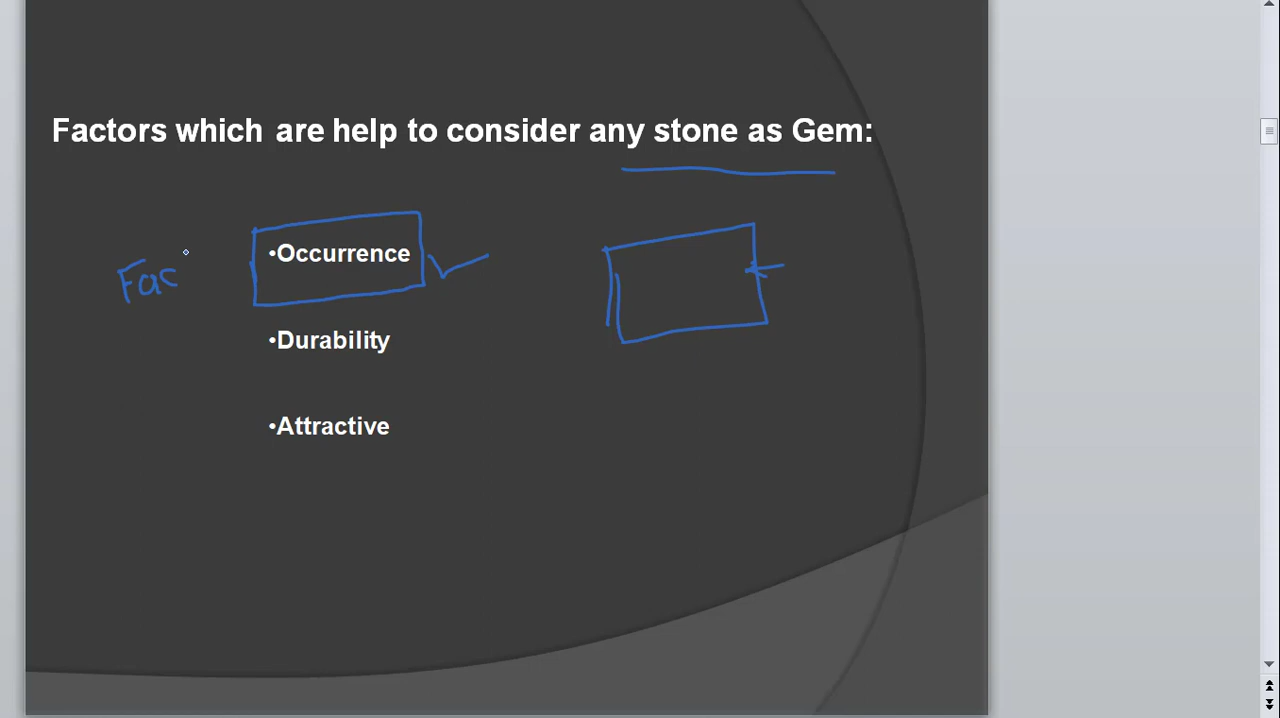 Factors which are help to consider any stone as Gem:
•Occurrence
Fac
•Durability
•Attractive